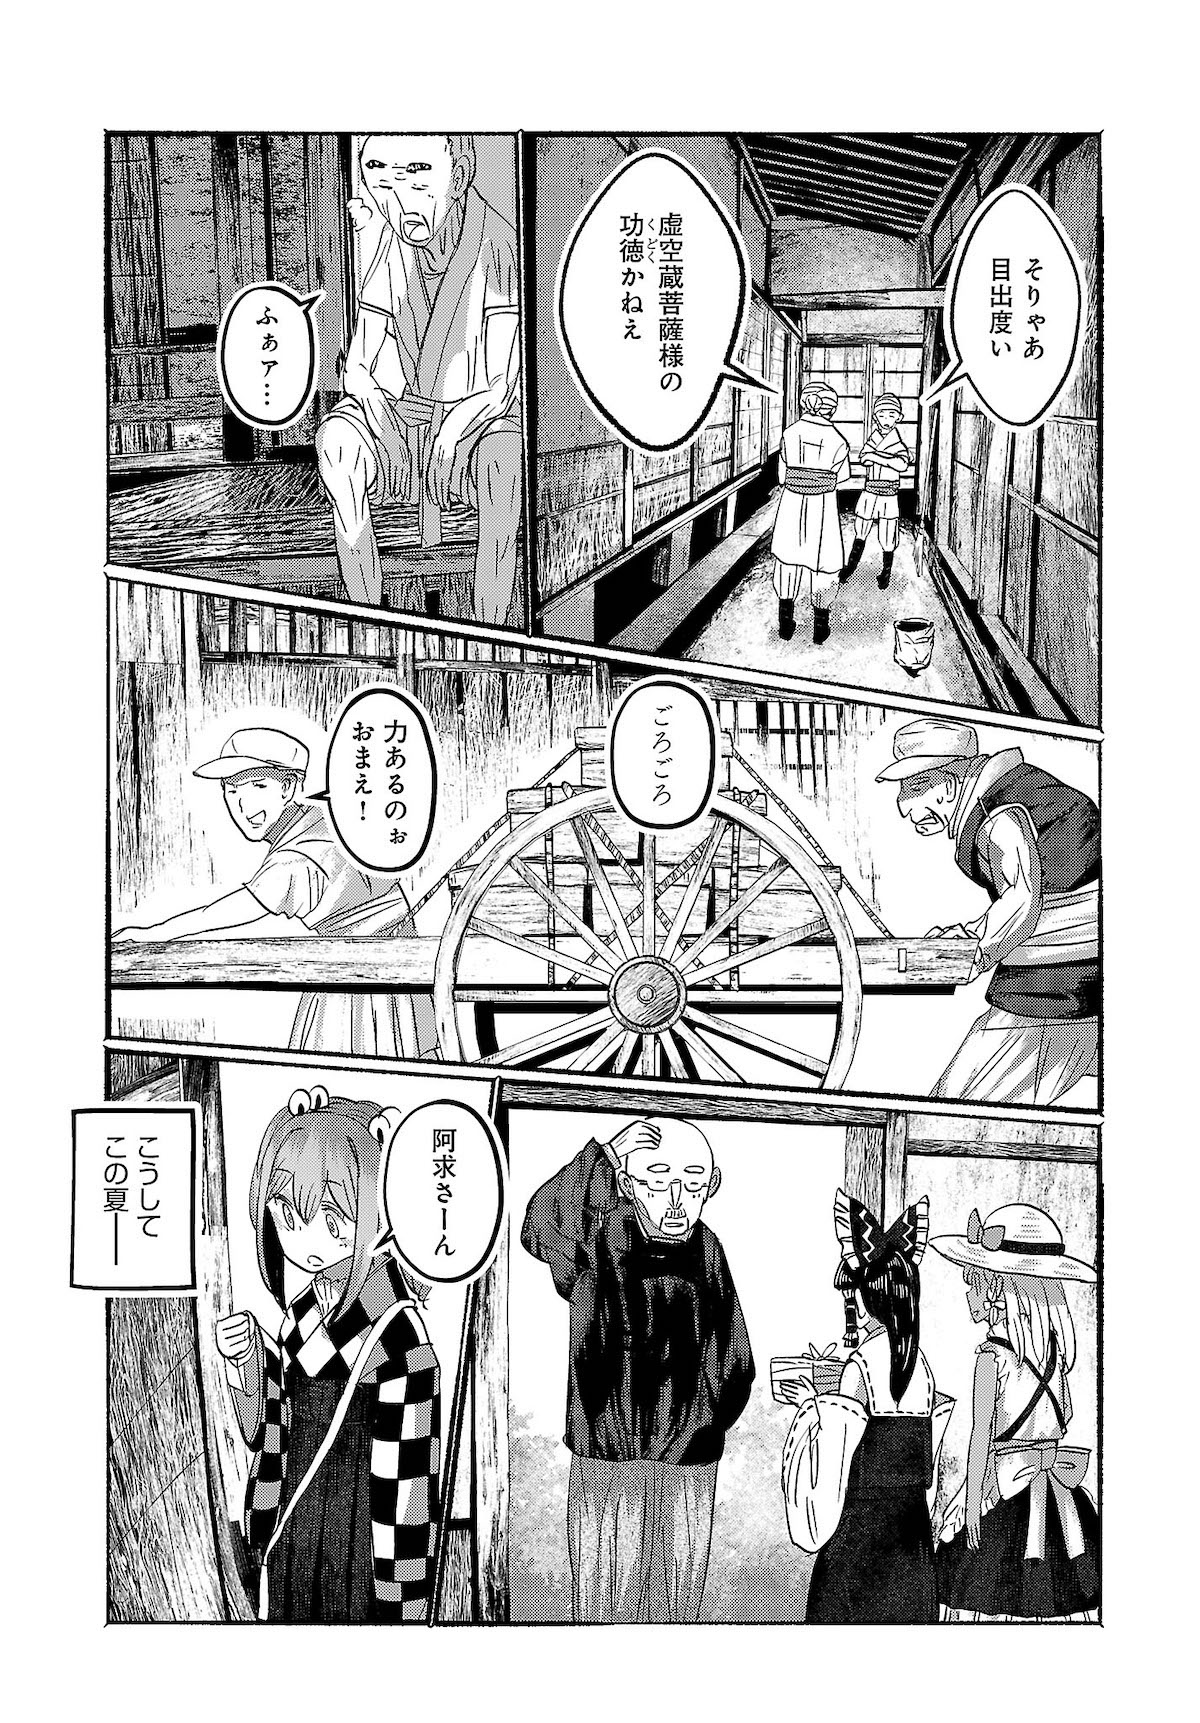 そりゃあ
目出度い
虚空蔵菩薩様の
功徳かねえ
くどく
ふぁァ…
ごろごろ
力あるのぉ
おまえ！
阿求さーん
こうして
この夏――